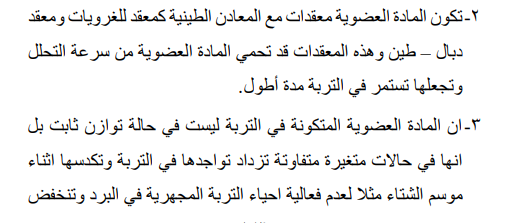 ٢-تكون المادة العضوية معقدات مع المعادن الطينية كمعقد للغرويات ومعقد
دبال – طين وهذه المعقدات قد تحمي المادة العضوية من سرعة التحلل
وتجعلها تستمر في التربة مدة أطول.
٣-ان المادة العضوية المتكونة في التربة ليست في حالة توازن ثابت بل
انها في حالات متغيرة متفاوتة تزداد تواجدها في التربة وتكدسها اثناء
موسم الشتاء مثلا لعدم فعالية احياء التربة المجهرية في البرد وتنخفض